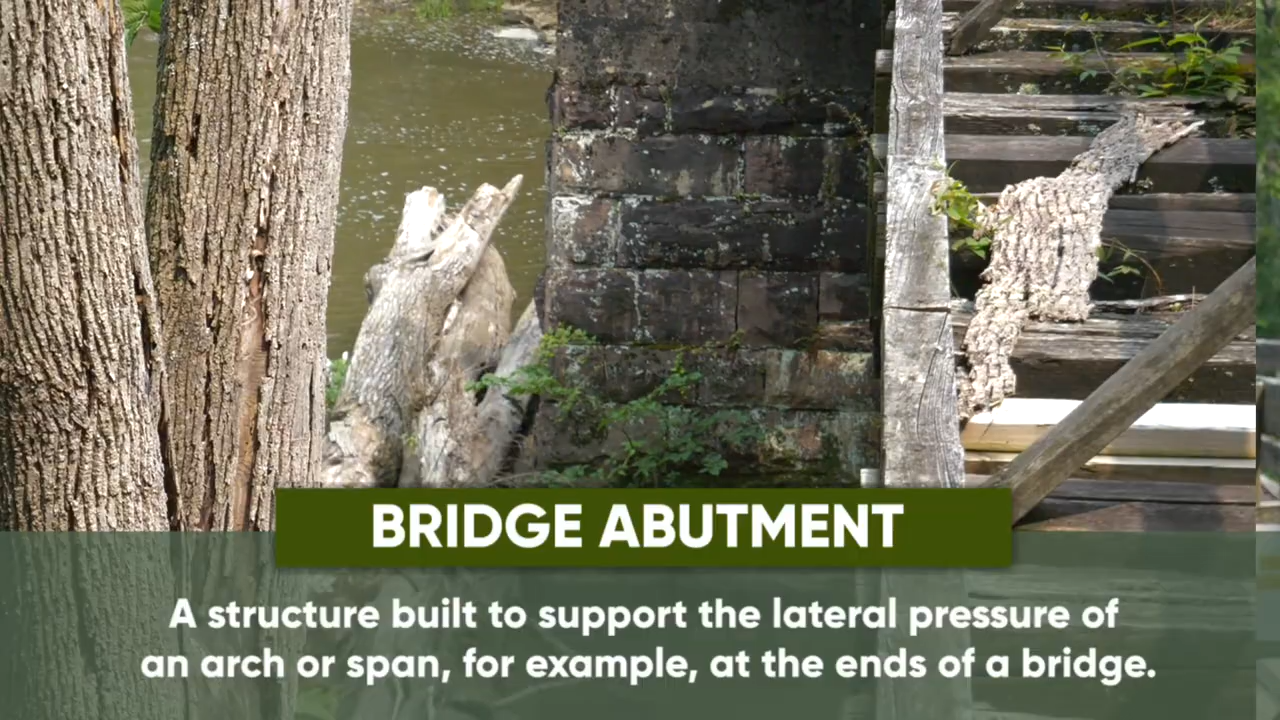 BRIDGE ABUTMENT
A structure built to support the lateral pressure of
an arch or span, for example, at the ends of a bridge.